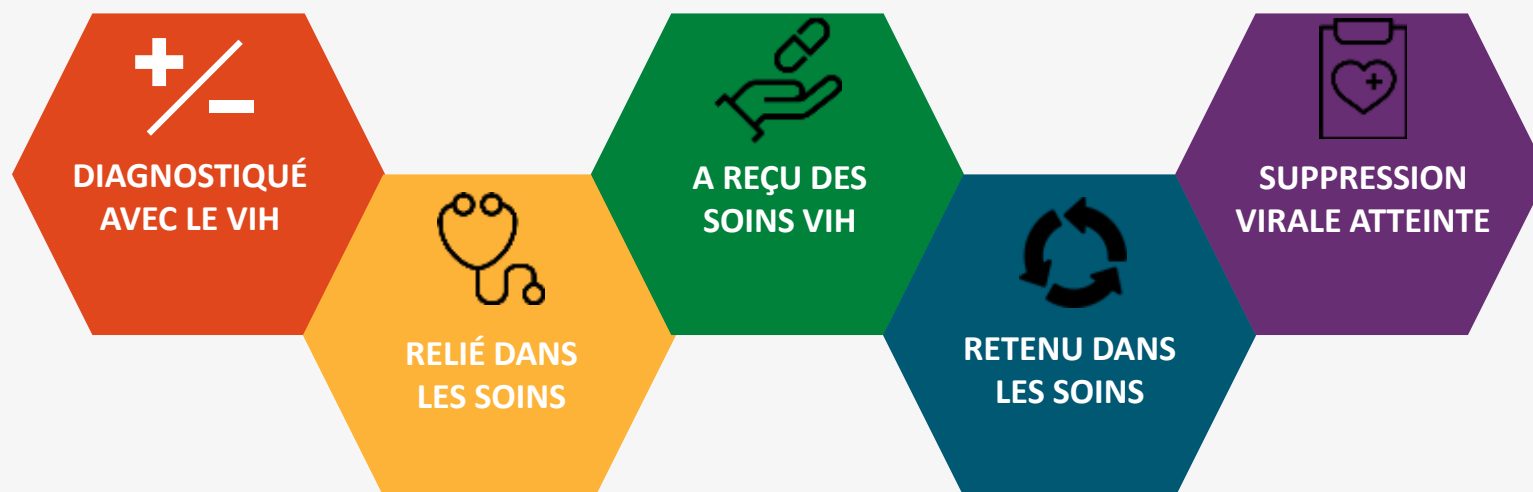 DIAGNOSTIQUÉ
AVEC LE VIH
RELIÉ DANS
LES SOINS
A REÇU DES
SOINS VIH
RETENU DANS
LES SOINS
SUPPRESSION
VIRALE ATTEINTE